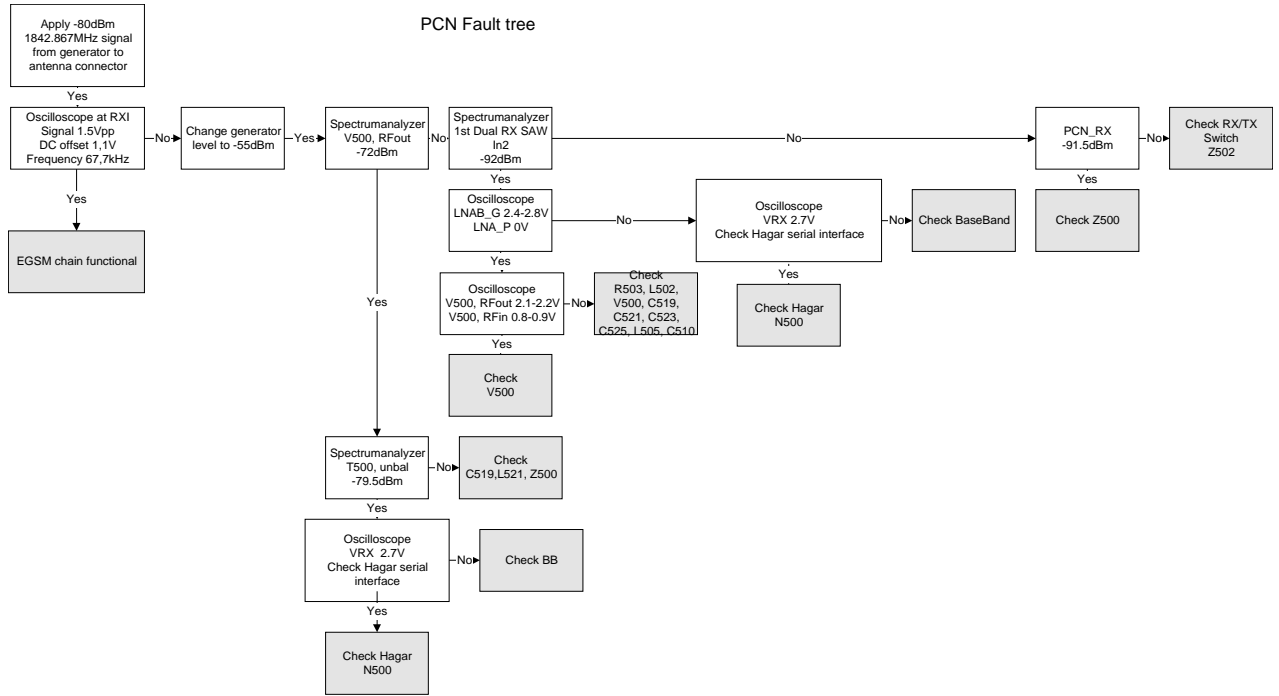 PCN Fault tree
Apply -80dBm
1842.867MHz signal
from generator to
antenna connector
Yes
Oscilloscope at RXI
Signal 1.5Vpp
DC offset 1,1V
Frequency 67,7kHz
No
Change generator
level to -55dBm
Yes
Spectrumanalyzer
V500, RFout
-72dBm
No
Spectrumanalyzer
1st Dual RX SAW
In2
-92dBm
No
PCN_RX
-91.5dBm
No
Check RX/TX
Switch
Z502
Yes
EGSM chain functional
Yes
Oscilloscope
LNAB_G 2.4-2.8V
LNA_P 0V
No
Oscilloscope
VRX 2.7V
Check Hagar serial interface
No
Check BaseBand
Yes
Check Z500
Yes
Oscilloscope
V500, RFout 2.1-2.2V
V500, RFin 0.8-0.9V
No
Check
R503, L502,
V500, C519,
C521, C523,
C525, L505, C510
Yes
Check Hagar
N500
Yes
Check
V500
Yes
Spectrumanalyzer
T500, unbal
-79.5dBm
No
Check
C519,L521, Z500
Yes
Oscilloscope
VRX 2.7V
Check Hagar serial
interface
No
Check BB
Yes
Check Hagar
N500